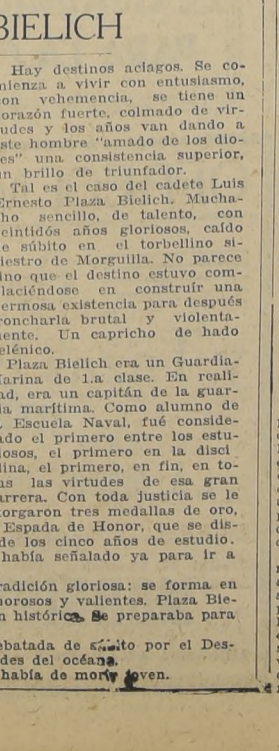 BIELICH
Hay destinos aciagos. Se co-
mienza a vivir con entusiasmo,
con vehemencia, se tiene un
corazón fuerte, colmado de vir-
tudes y los años van dando a
este hombre "amado de los dio-
ses" una consistencia superior,
un brillo de triunfador.
Tal es el caso del cadete Luis
Ernesto Plaza Bielich. Mucha-
cho sencillo, de talento, con
veintidós años gloriosos, caído
de súbito en el torbellino si-
niestro de Morguilla. No parece
sino que el destino estuvo com-
placiéndose en construír una
hermosa existencia para después
troncharla brutal y violenta-
mente. Un capricho de hado
helénico.
Plaza Bielich era un Guardia-
Marina de 1.a clase. En reali-
dad, era un capitán de la guar-
dia marítima. Como alumno de
la Escuela Naval, fué conside-
rado el primero entre los estu-
diosos, el primero en la disci
plina, el primero, en fin, en to-
das las virtudes de esa gran
carrera. Con toda justicia se le
otorgaron tres medallas de oro,
Espada de Honor, que se dis-
de los cinco años de estudio.
había señalado ya para ir a
tradición gloriosa: se forma en
norosos y valientes. Plaza Bie-
n histórica. Se preparaba para
ebatada de súbito por el Des-
des del océano.
había de morir joven.